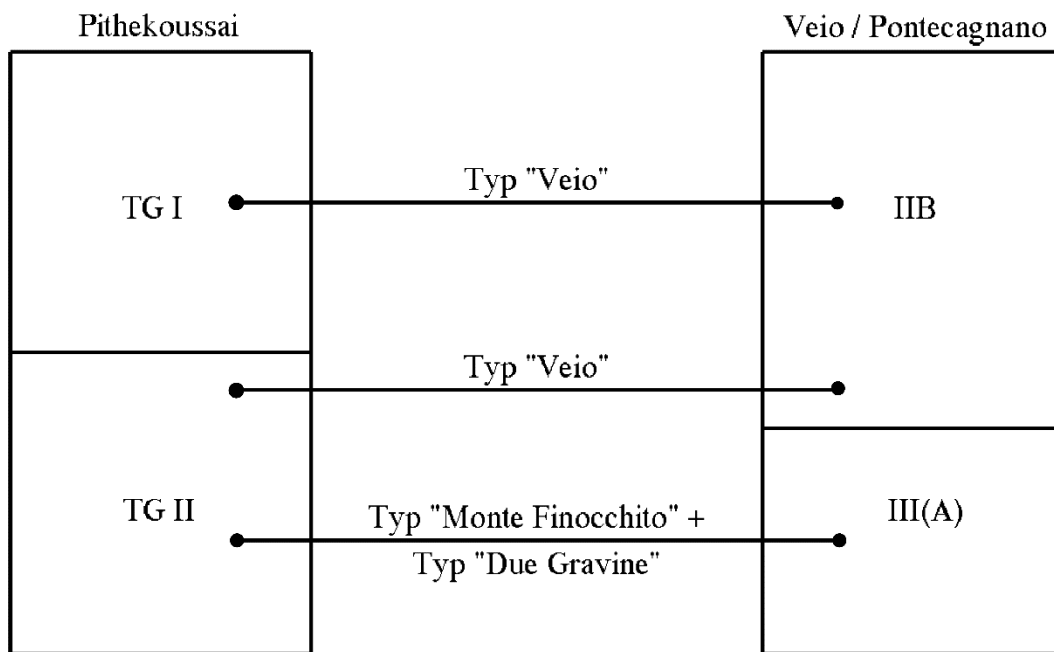 Pithekoussai
Veio / Pontecagnano
TG I
Typ "Veio"
IIB
Typ "Veio"
TG II
Typ "Monte Finocchito" +
Typ "Due Gravine"
III(A)